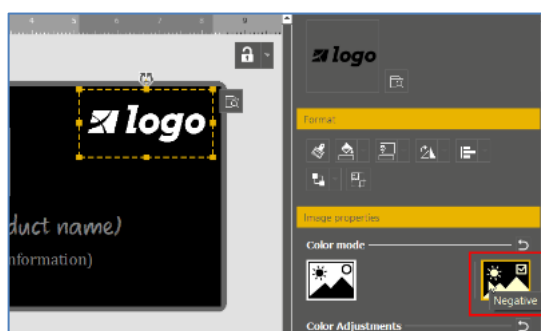 4 5 6 7 8 9
logo
logo
Format
duct name)
nformation)
Image properties
Color mode
Negative
Color Adjustments